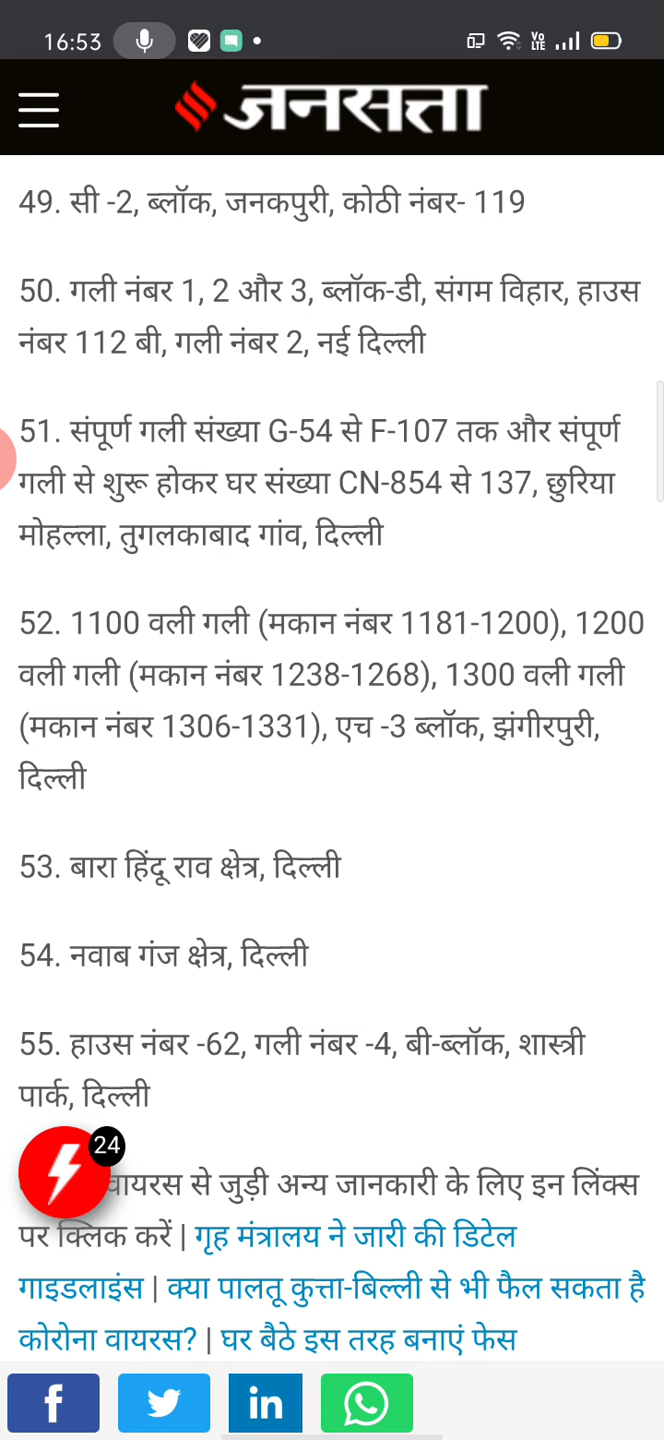 16:53
VoLTE
जनसत्ता
49. सी -2, ब्लॉक, जनकपुरी, कोठी नंबर- 119
50. गली नंबर 1, 2 और 3, ब्लॉक-डी, संगम विहार, हाउस
नंबर 112 बी, गली नंबर 2, नई दिल्ली
51. संपूर्ण गली संख्या G-54 से F-107 तक और संपूर्ण
गली से शुरू होकर घर संख्या CN-854 से 137, छुरिया
मोहल्ला, तुगलकाबाद गांव, दिल्ली
52. 1100 वली गली (मकान नंबर 1181-1200), 1200
वली गली (मकान नंबर 1238-1268), 1300 वली गली
(मकान नंबर 1306-1331), एच -3 ब्लॉक, झंगीरपुरी,
दिल्ली
53. बारा हिंदू राव क्षेत्र, दिल्ली
54. नवाब गंज क्षेत्र, दिल्ली
55. हाउस नंबर -62, गली नंबर -4, बी-ब्लॉक, शास्त्री
पार्क, दिल्ली
24
वायरस से जुड़ी अन्य जानकारी के लिए इन लिंक्स
पर क्लिक करें | गृह मंत्रालय ने जारी की डिटेल
गाइडलाइंस | क्या पालतू कुत्ता-बिल्ली से भी फैल सकता है
कोरोना वायरस? | घर बैठे इस तरह बनाएं फेस
f in